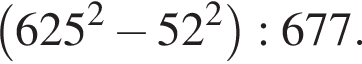 (625² − 52²) : 677.